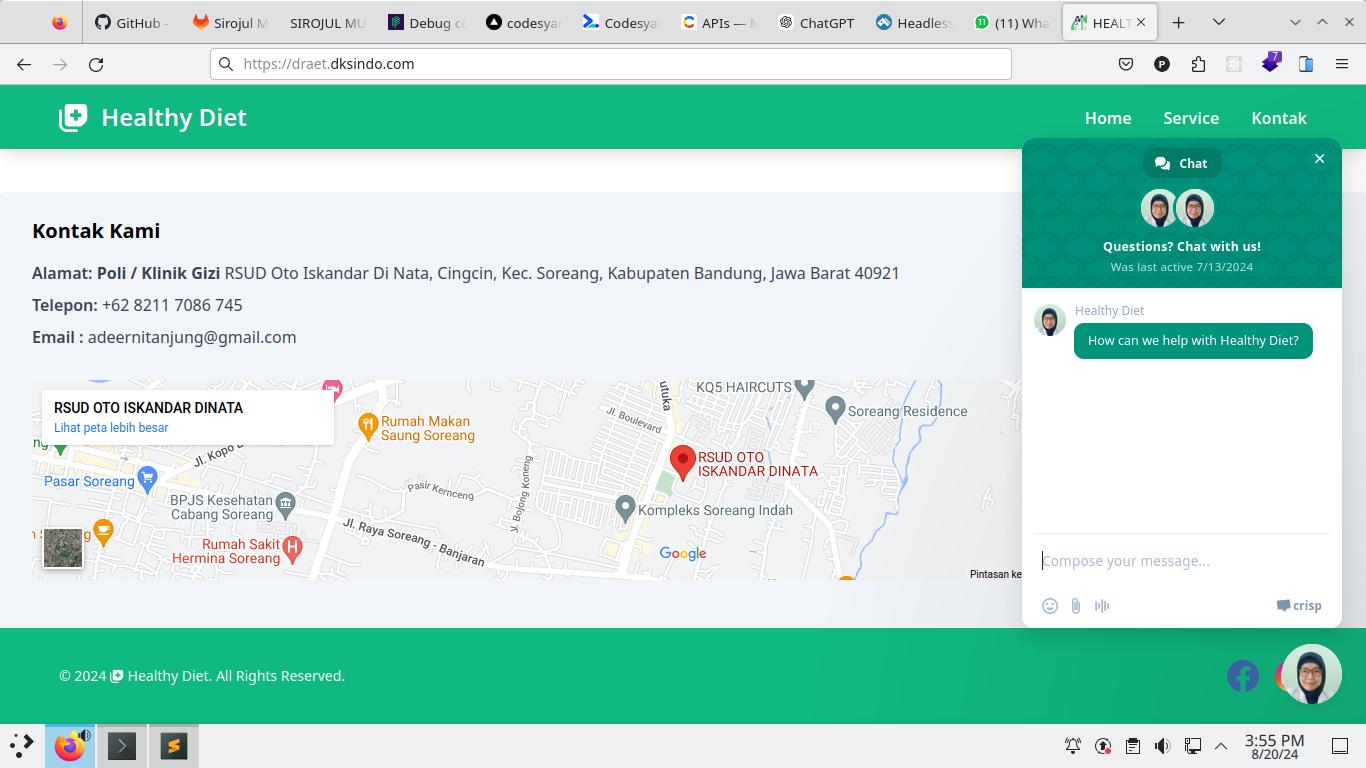 GitHub -
Sirojul M
SIROJUL MU
Debug c
codesya
Codesya
APIs — M
ChatGPT
Headless
(11) Wha
HEALT
https://draet.dksindo.com
7
Healthy Diet
Home
Service
Kontak
Chat
Questions? Chat with us!
Was last active 7/13/2024
Healthy Diet
How can we help with Healthy Diet?
Compose your message...
crisp
Kontak Kami
Alamat: Poli / Klinik Gizi RSUD Oto Iskandar Di Nata, Cingcin, Kec. Soreang, Kabupaten Bandung, Jawa Barat 40921
Telepon: +62 8211 7086 745
Email : adeernitanjung@gmail.com
RSUD OTO ISKANDAR DINATA
Lihat peta lebih besar
utuka
KQ5 HAIRCUTS
Jl. Boulevard
Soreang Residence
Rumah Makan
Saung Soreang
Jl. Kopo
RSUD OTO
ISKANDAR DINATA
Pasar Soreang
Pasir Kernceng
Jl. Bojong Koneng
BPJS Kesehatan
Cabang Soreang
Kompleks Soreang Indah
Jl. Raya Soreang - Banjaran
Rumah Sakit
Hermina Soreang
Google
Pintasan ke
© 2024 Healthy Diet. All Rights Reserved.
3:55 PM
8/20/24